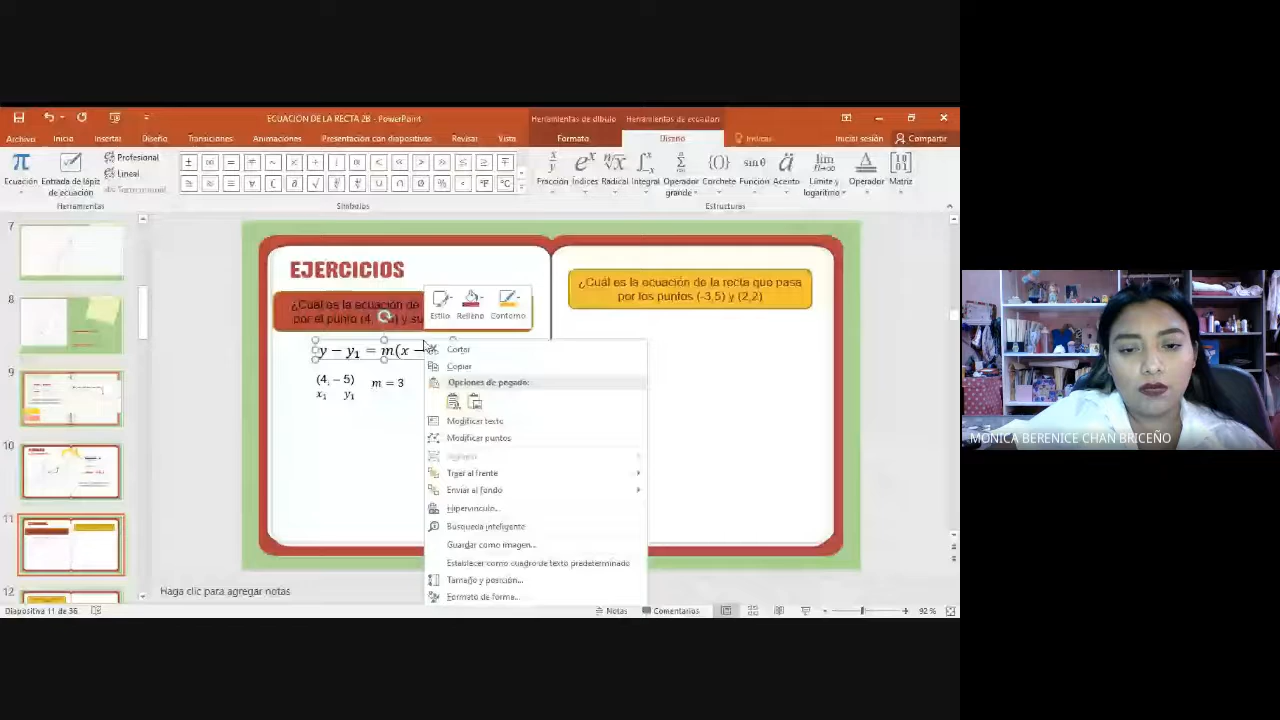 ECUACIÓN DE LA RECTA 2B - PowerPoint
Herramientas de dibujo
Herramientas de ecuación
Archivo
Inicio
Insertar
Diseño
Transiciones
Animaciones
Presentación con diapositivas
Revisar
Vista
Formato
Diseño
Iniciar sesión
Compartir
Ecuación
Entrada de lápiz
de ecuación
Profesional
Lineal
Herramientas
Símbolos
Fracción
Índices
Radical
Integral
Operador
grande
Corchete
Función
Acento
Límite y
logaritmo
Operador
Matriz
Estructuras
7
8
9
10
11
12
EJERCICIOS
¿Cuál es la ecuación de
por el punto (4,
y su
y − y₁ = m(x −
(4, − 5) m = 3
x₁ y₁
¿Cuál es la ecuación de la recta que pasa
por los puntos (-3,5) y (2,2)
Estilo
Relleno
Contorno
Cortar
Copiar
Opciones de pegado:
Modificar texto
Modificar puntos
Traer al frente
Enviar al fondo
Hipervínculo...
Búsqueda inteligente
Guardar como imagen...
Establecer como cuadro de texto predeterminado
Tamaño y posición...
Formato de forma...
Haga clic para agregar notas
Diapositiva 11 de 36
Notas
Comentarios
92 %
MONICA BERENICE CHAN BRICEÑO